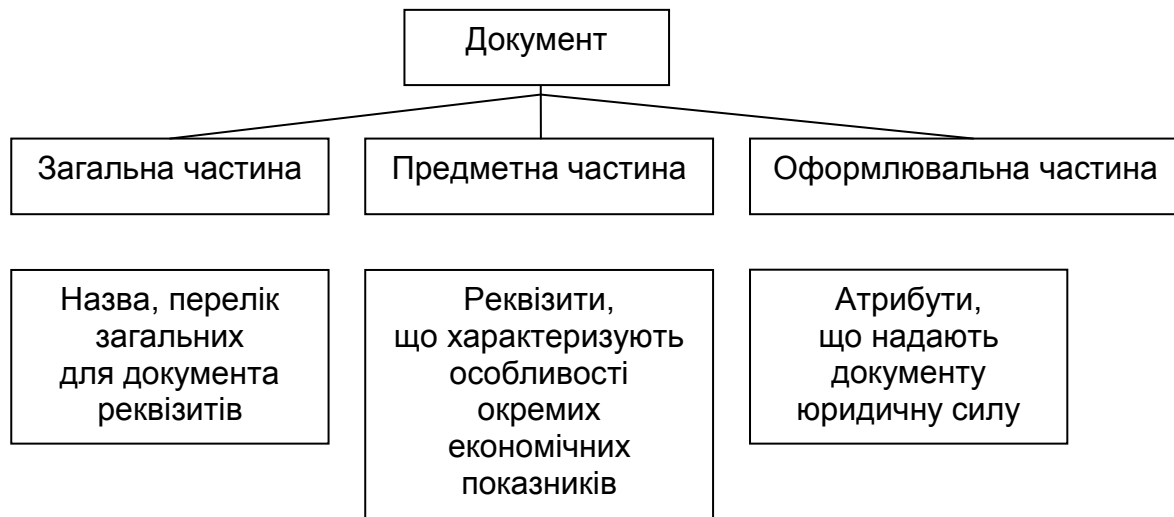 Документ
Загальна частина
Предметна частина
Оформлювальна частина
Назва, перелік
загальних
для документа
реквізитів
Реквізити,
що характеризують
особливості
окремих
економічних
показників
Атрибути,
що надають
документу
юридичну силу